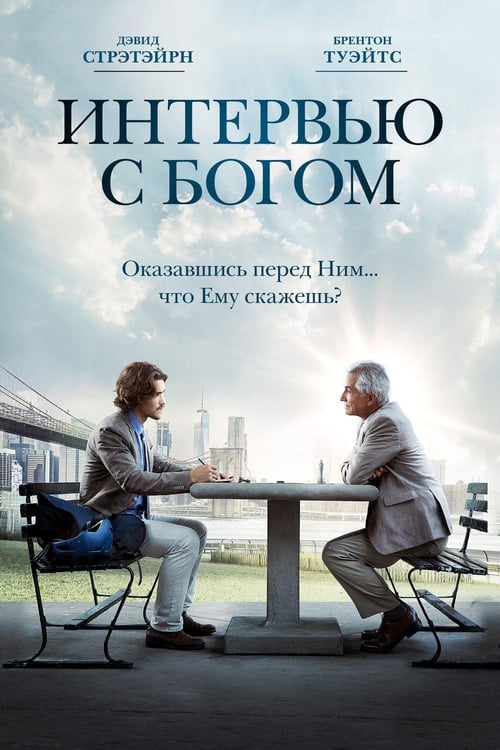 ДЭВИД
СТРЭТЭЙРН
БРЕНТОН
ТУЭЙТС
ИНТЕРВЬЮ
С БОГОМ
Оказавшись перед Ним...
что Ему скажешь?